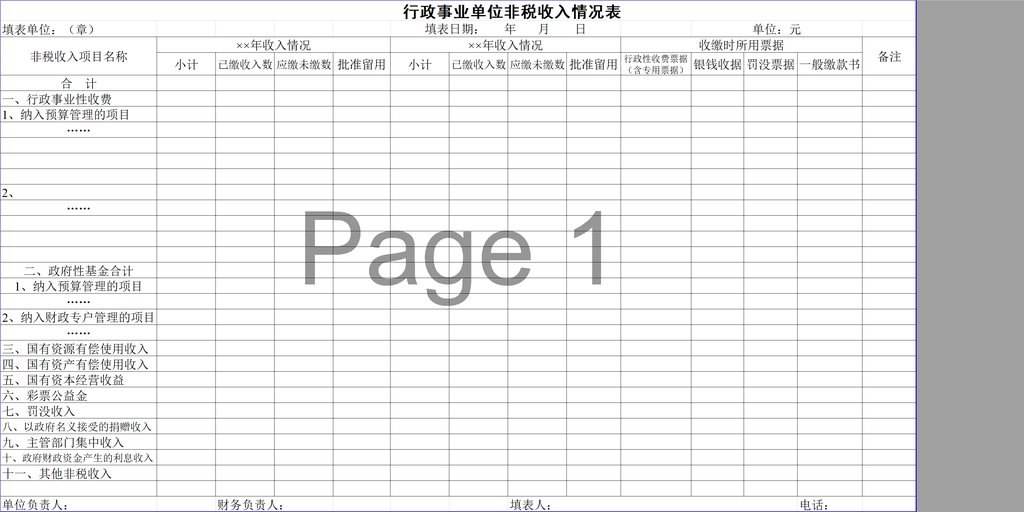 行政事业单位非税收入情况表
填表单位：（章） 填表日期： 年 月 日 单位：元
非税收入项目名称 ××年收入情况 ××年收入情况 收缴时所用票据 备注
小计 已缴收入数 应缴未缴数 批准留用 小计 已缴收入数 应缴未缴数 批准留用 行政性收费票据（含专用票据） 银钱收据 罚没票据 一般缴款书
合 计
一、行政事业性收费
1、纳入预算管理的项目
……
2、
……
Page 1
二、政府性基金合计
1、纳入预算管理的项目
……
2、纳入财政专户管理的项目
……
三、国有资源有偿使用收入
四、国有资产有偿使用收入
五、国有资本经营收益
六、彩票公益金
七、罚没收入
八、以政府名义接受的捐赠收入
九、主管部门集中收入
十、政府财政资金产生的利息收入
十一、其他非税收入
单位负责人： 财务负责人： 填表人： 电话：